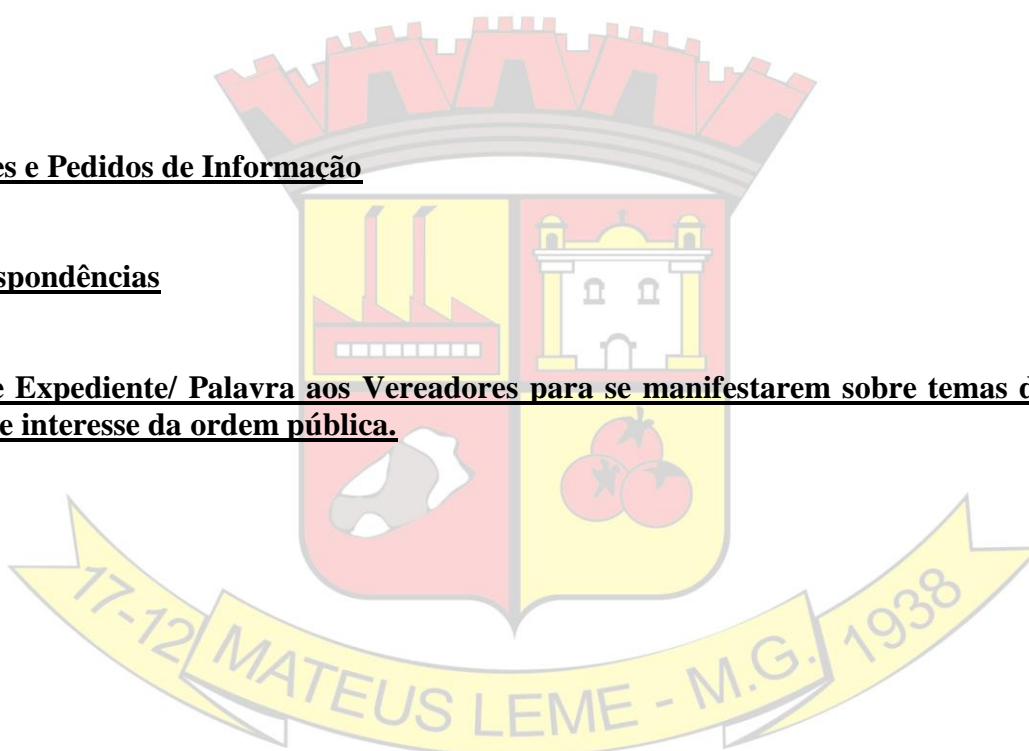 es e Pedidos de Informação
spondências
e Expediente/ Palavra aos Vereadores para se manifestarem sobre temas d
e interesse da ordem pública.
17-12 MATEUS LEME - M.G. 1938